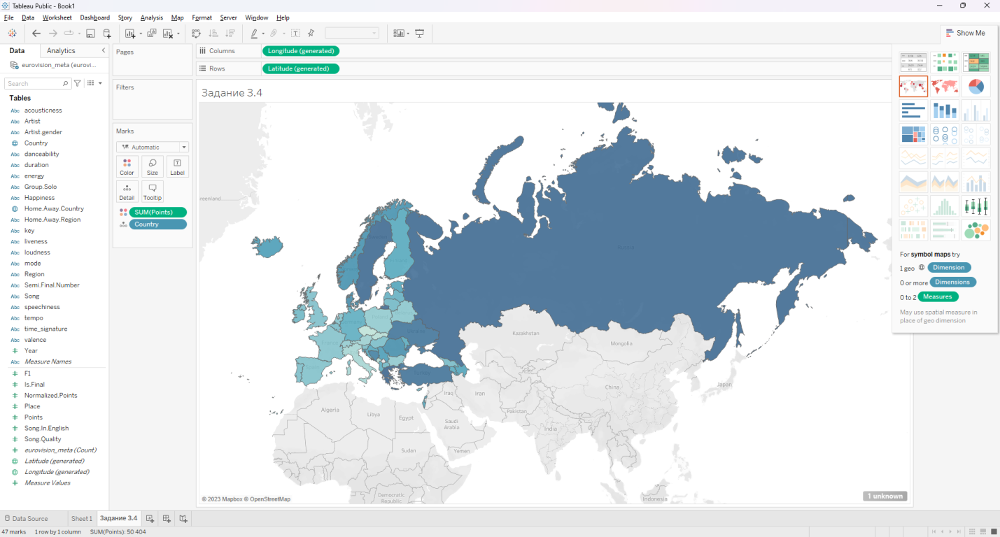 Tableau Public - Book1
File Data Worksheet Dashboard Story Analysis Map Format Server Window Help
Show Me
Data Analytics
eurovision_meta (eurovi...
Search
Tables
Abc acousticness
Abc Artist
Abc Artist.gender
Country
Abc danceability
Abc duration
Abc energy
Abc Group.Solo
Abc Happiness
Home.Away.Country
Abc Home.Away.Region
Abc key
Abc liveness
Abc loudness
Abc mode
Abc Region
Abc Semi.Final.Number
Abc Song
Abc speechiness
Abc tempo
Abc time_signature
Abc valence
# Year
Abc Measure Names
# F1
# Is.Final
# Normalized.Points
# Place
# Points
# Song.In.English
# Song.Quality
# eurovision_meta (Count)
Latitude (generated)
Longitude (generated)
# Measure Values
Pages
Filters
Marks
Automatic
Color Size Label
Detail Tooltip
SUM(Points)
Country
Columns Longitude (generated)
Rows Latitude (generated)
Задание 3.4
reenland
Russia
Kazakhstan
Mongolia
China
Japan
Iraq
Iran
Pakistan
India
Algeria
Libya
Egypt
Saudi
Arabia
Sudan
Yemen
Democratic
Republic
Indonesia
© 2023 Mapbox © OpenStreetMap
1 unknown
For symbol maps try
1 geo Dimension
0 or more Dimensions
0 to 2 Measures
May use spatial measure in
place of geo dimension
Data Source Sheet 1 Задание 3.4
47 marks 1 row by 1 column SUM(Points): 50 404